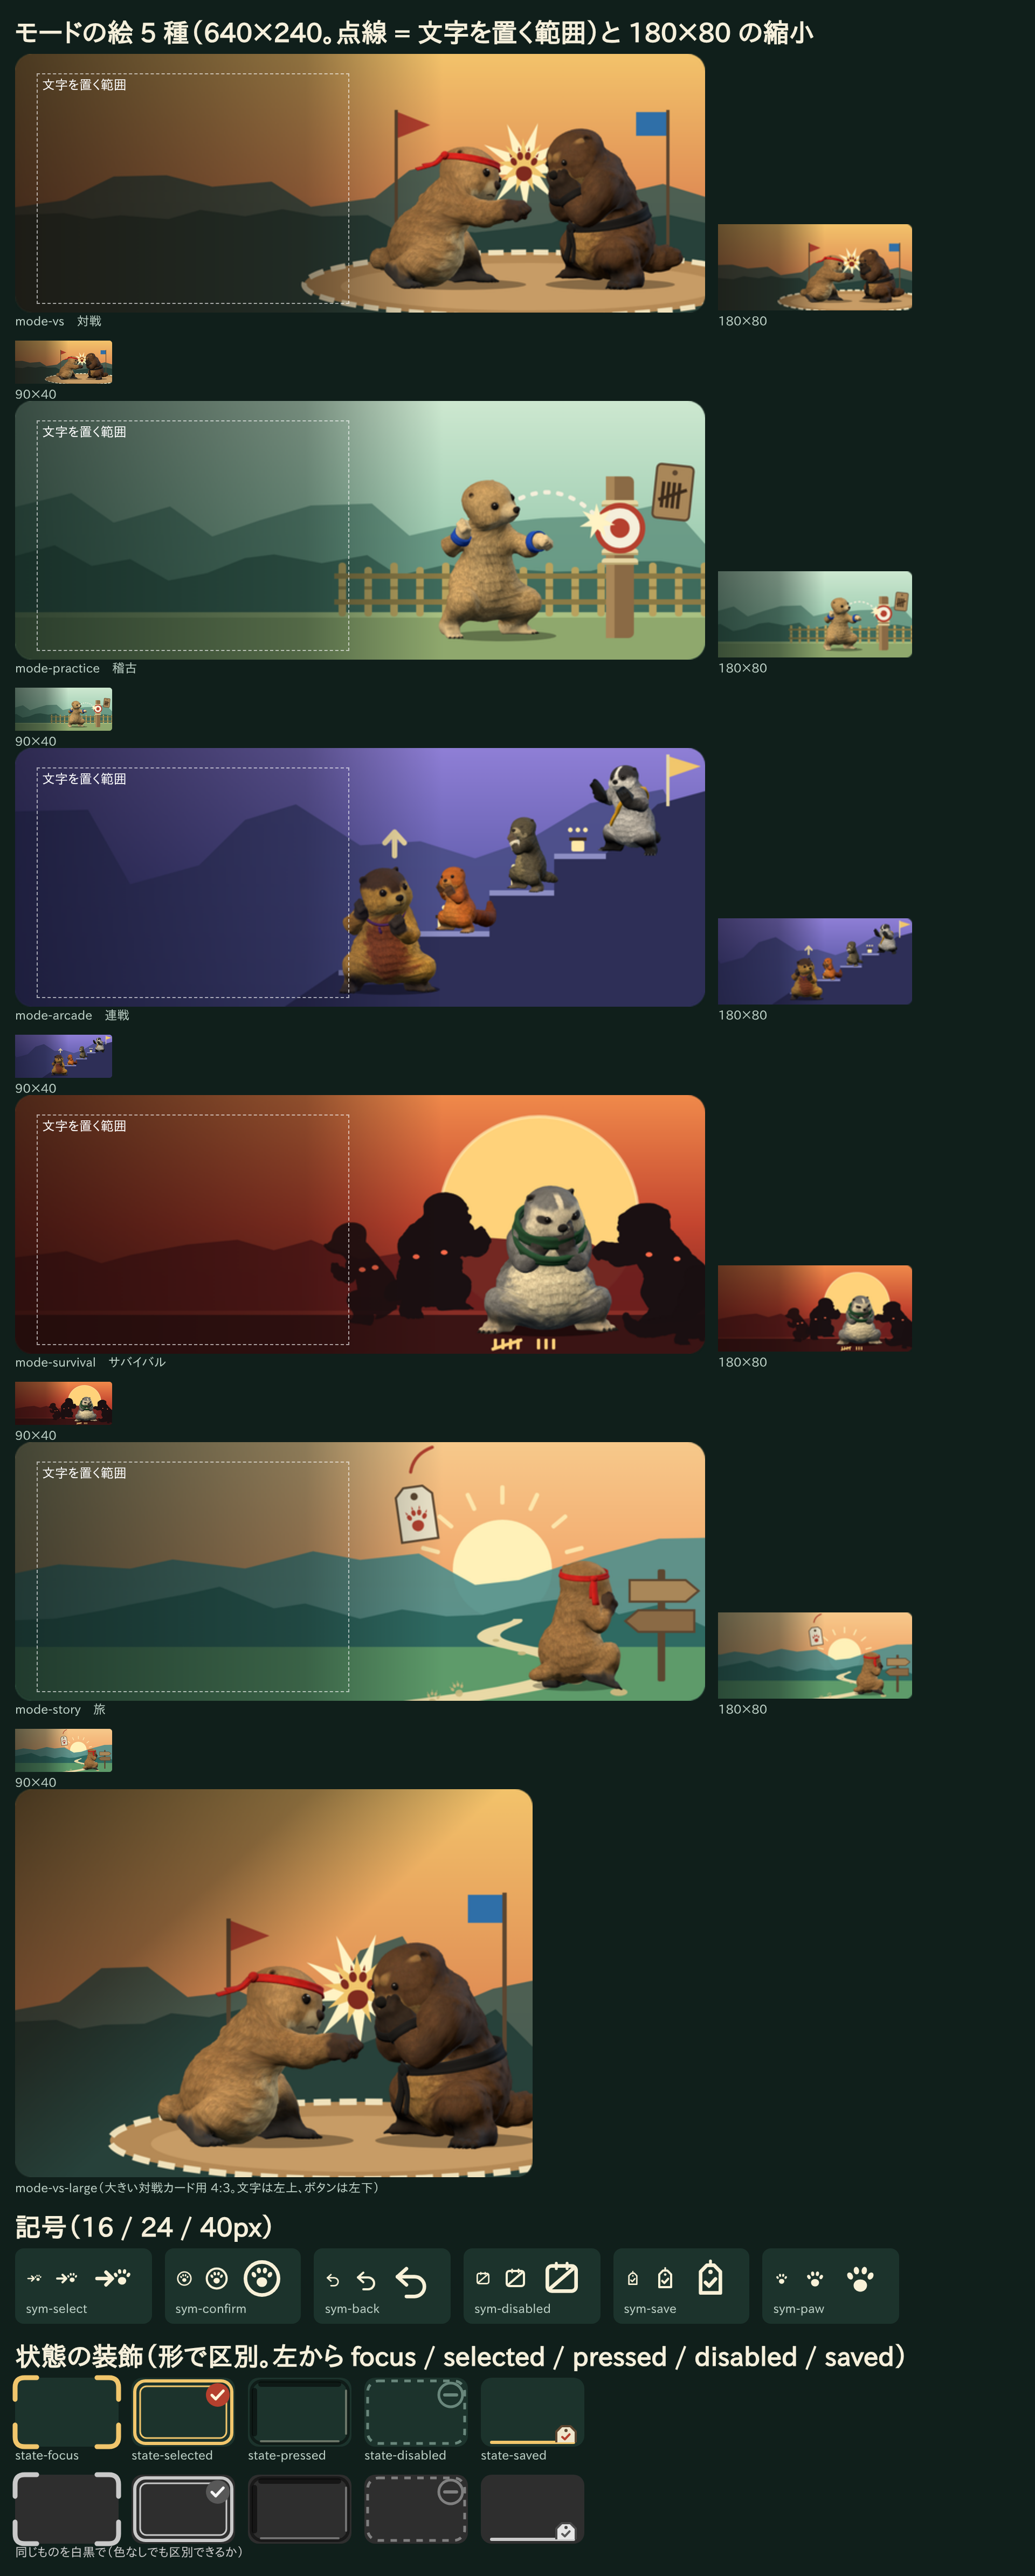 モードの絵 5 種（640×240。点線 = 文字を置く範囲）と 180×80 の縮小
文字を置く範囲
mode-vs　対戦
180×80
90×40
文字を置く範囲
mode-practice　稽古
180×80
90×40
文字を置く範囲
mode-arcade　連戦
180×80
90×40
文字を置く範囲
mode-survival　サバイバル
180×80
90×40
文字を置く範囲
mode-story　旅
180×80
90×40
mode-vs-large（大きい対戦カード用 4:3。文字は左上、ボタンは左下）
記号（16 / 24 / 40px）
sym-select
sym-confirm
sym-back
sym-disabled
sym-save
sym-paw
状態の装飾（形で区別。左から focus / selected / pressed / disabled / saved）
state-focus
state-selected
state-pressed
state-disabled
state-saved
同じものを白黒で（色なしでも区別できるか）